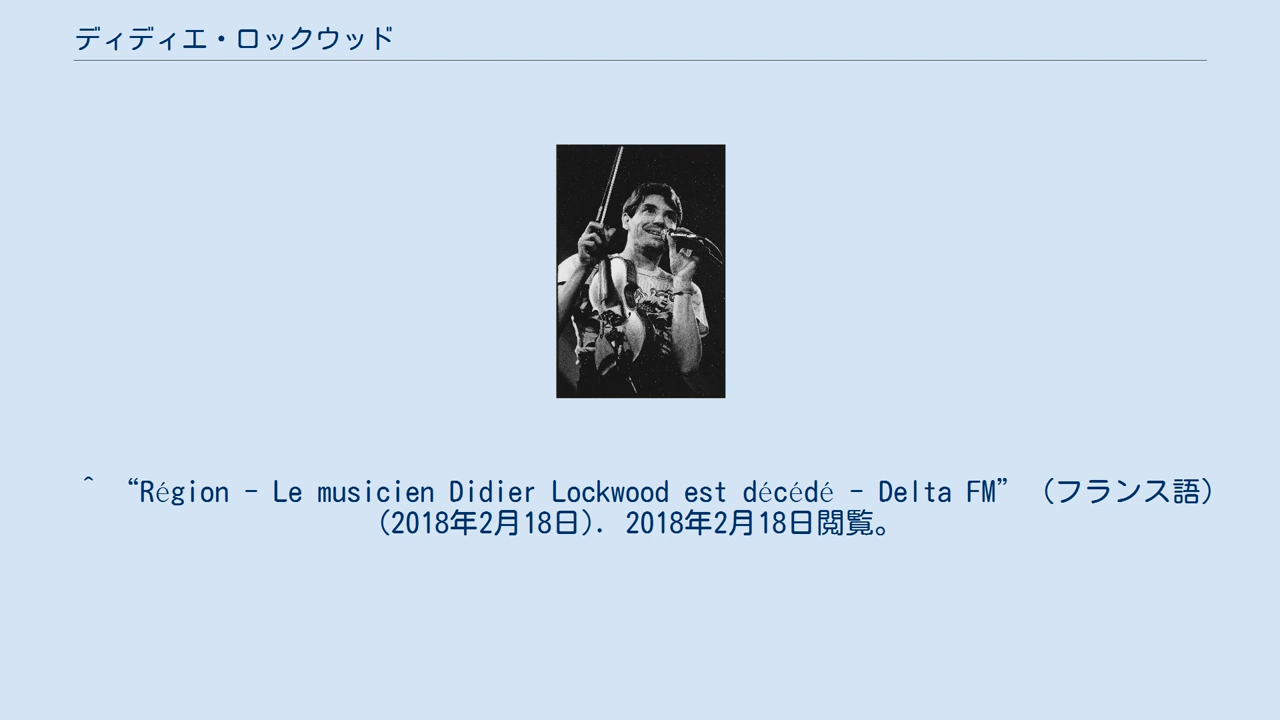 ディディエ・ロックウッド
^ “Région - Le musicien Didier Lockwood est décédé - Delta FM” (フランス語)
(2018年2月18日). 2018年2月18日閲覧。